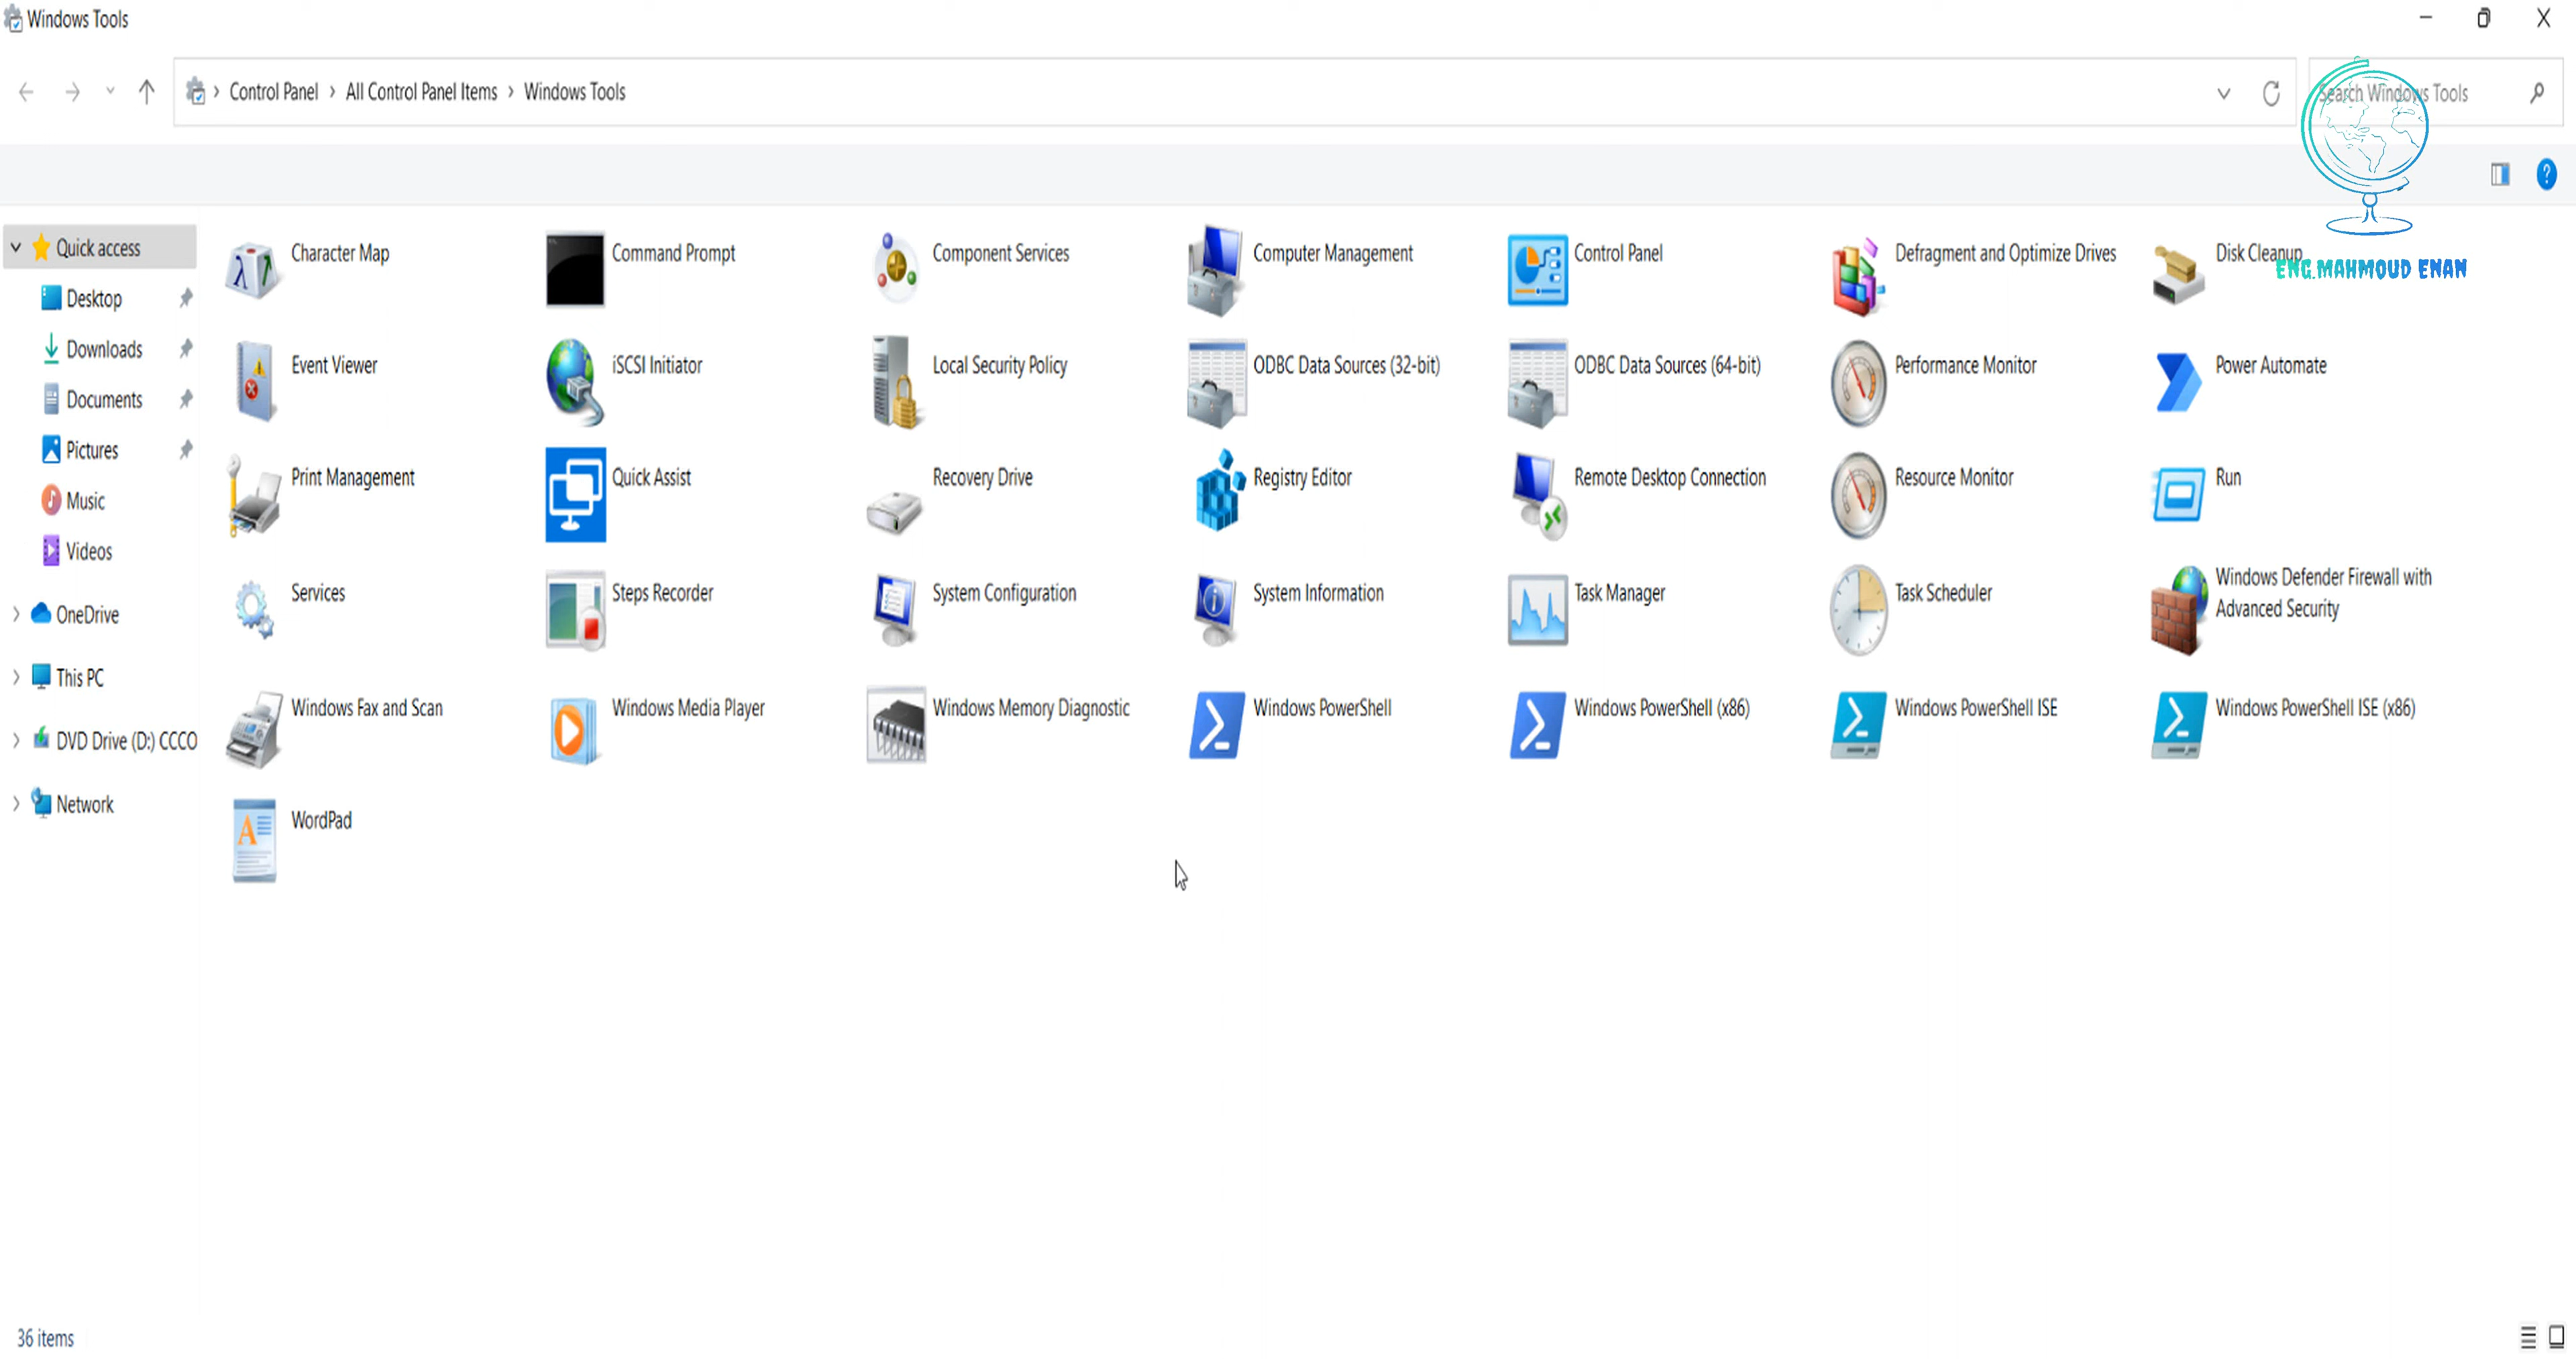 Windows Tools
Control Panel > All Control Panel Items > Windows Tools
Search Windows Tools
ENG.MAHMOUD ENAN
Quick access
Desktop
Downloads
Documents
Pictures
Music
Videos
OneDrive
This PC
DVD Drive (D:) CCCO
Network
Character Map
Command Prompt
Component Services
Computer Management
Control Panel
Defragment and Optimize Drives
Disk Cleanup
Event Viewer
iSCSI Initiator
Local Security Policy
ODBC Data Sources (32-bit)
ODBC Data Sources (64-bit)
Performance Monitor
Power Automate
Print Management
Quick Assist
Recovery Drive
Registry Editor
Remote Desktop Connection
Resource Monitor
Run
Services
Steps Recorder
System Configuration
System Information
Task Manager
Task Scheduler
Windows Defender Firewall with
Advanced Security
Windows Fax and Scan
Windows Media Player
Windows Memory Diagnostic
Windows PowerShell
Windows PowerShell (x86)
Windows PowerShell ISE
Windows PowerShell ISE (x86)
WordPad
36 items